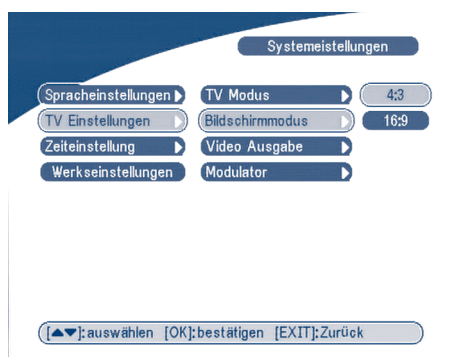 Systemeistellungen
Spracheinstellungen TV Modus 4:3
TV Einstellungen Bildschirmmodus 16:9
Zeiteinstellung Video Ausgabe
Werkseinstellungen Modulator
[▲▼]:auswählen [OK]:bestätigen [EXIT]:Zurück